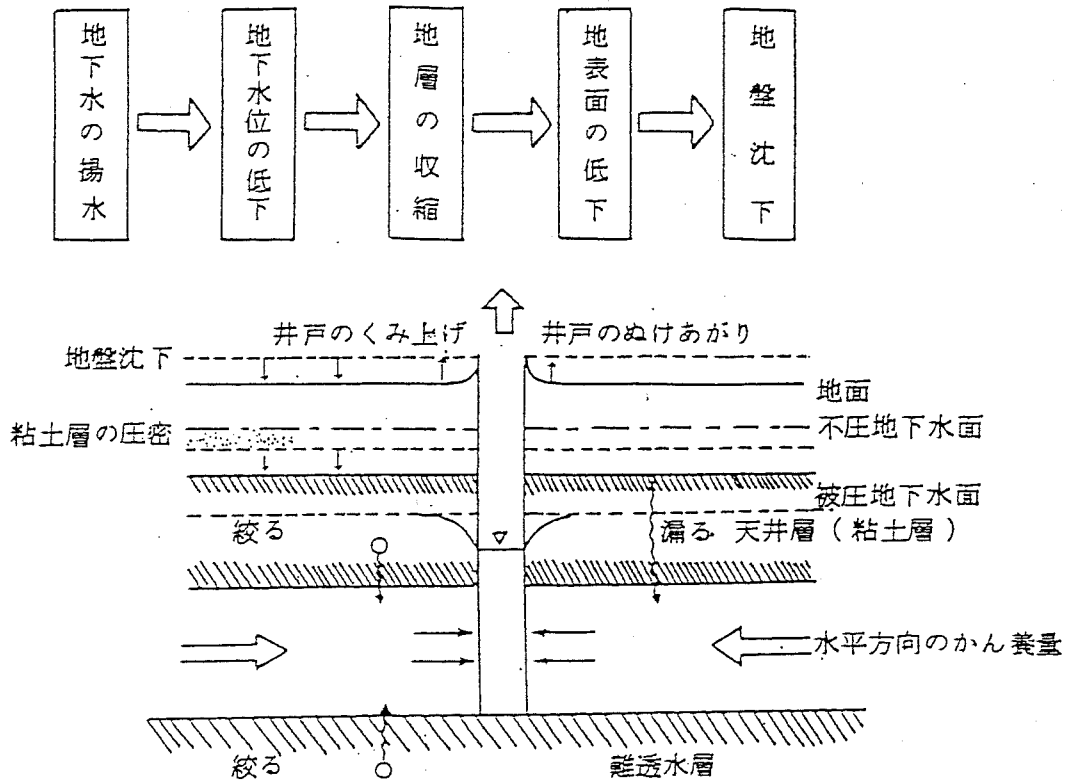 地下水の揚水
地下水位の低下
地層の収縮
地表面の低下
地盤沈下
井戸のくみ上げ
井戸のぬけあがり
地盤沈下
地面
粘土層の圧密
不圧地下水面
被圧地下水面
絞る
漏る 天井層(粘土層)
水平方向のかん養量
絞る
難透水層